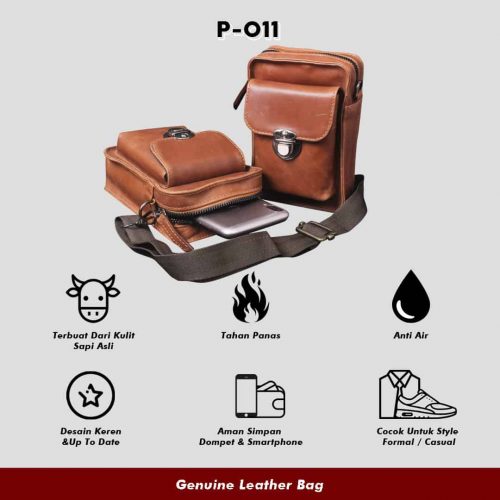 P-011
Terbuat Dari Kulit
Sapi Asli
Tahan Panas
Anti Air
Desain Keren
&Up To Date
Aman Simpan
Dompet & Smartphone
Cocok Untuk Style
Formal / Casual
Genuine Leather Bag